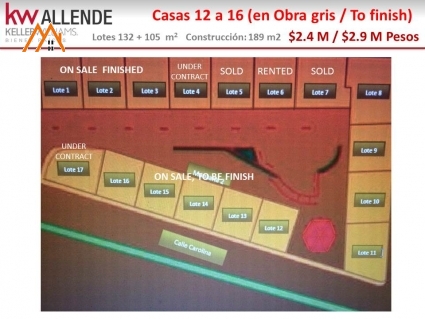 kw ALLENDE
KELLERWILLIAMS.
Casas 12 a 16 (en Obra gris / To finish)
Lotes 132 + 105 m² Construcción: 189 m2 $2.4 M / $2.9 M Pesos
ON SALE FINISHED
UNDER CONTRACT
SOLD
RENTED
SOLD
Lote 1
Lote 2
Lote 3
Lote 4
Lote 5
Lote 6
Lote 7
Lote 8
UNDER CONTRACT
Lote 17
Lote 16
Lote 15
Lote 14
Lote 13
Lote 12
ON SALE, TO BE FINISH
Lote 9
Lote 10
Lote 11
Calle Carolina